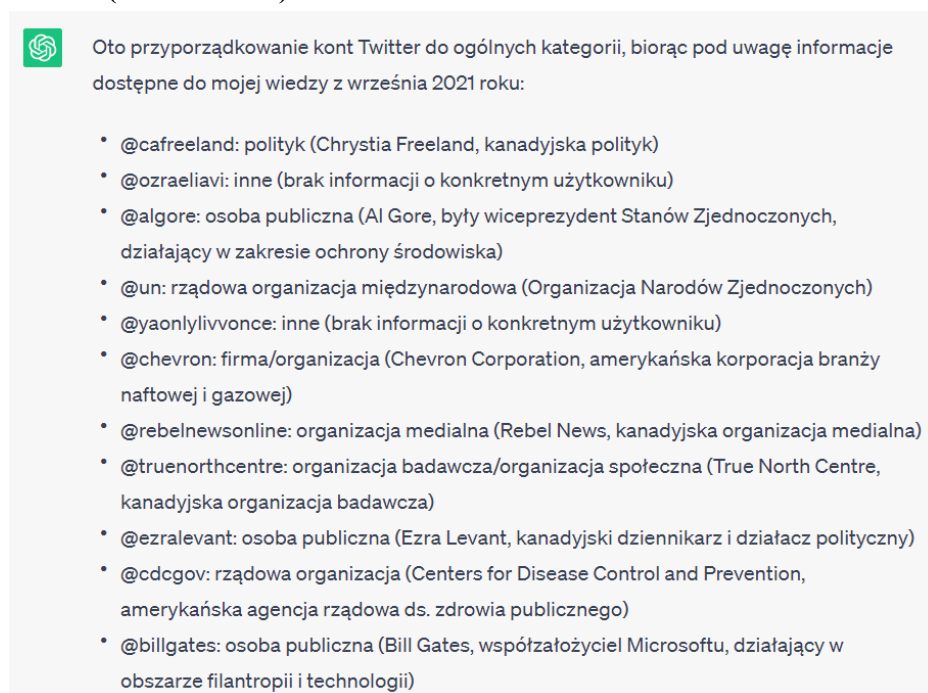 Oto przyporządkowanie kont Twitter do ogólnych kategorii, biorąc pod uwagę informacje
dostępne do mojej wiedzy z września 2021 roku:
• @cafreeland: polityk (Chrystia Freeland, kanadyjska polityk)
• @ozraeliavi: inne (brak informacji o konkretnym użytkowniku)
• @algore: osoba publiczna (Al Gore, były wiceprezydent Stanów Zjednoczonych,
działający w zakresie ochrony środowiska)
• @un: rządowa organizacja międzynarodowa (Organizacja Narodów Zjednoczonych)
• @yaonlylivvonce: inne (brak informacji o konkretnym użytkowniku)
• @chevron: firma/organizacja (Chevron Corporation, amerykańska korporacja branży
naftowej i gazowej)
• @rebelnewsonline: organizacja medialna (Rebel News, kanadyjska organizacja medialna)
• @truenorthcentre: organizacja badawcza/organizacja społeczna (True North Centre,
kanadyjska organizacja badawcza)
• @ezralevant: osoba publiczna (Ezra Levant, kanadyjski dziennikarz i działacz polityczny)
• @cdcgov: rządowa organizacja (Centers for Disease Control and Prevention,
amerykańska agencja rządowa ds. zdrowia publicznego)
• @billgates: osoba publiczna (Bill Gates, współzałożyciel Microsoftu, działający w
obszarze filantropii i technologii)